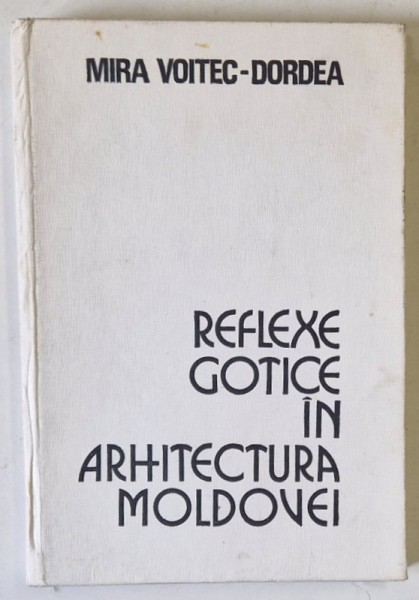 MIRA VOITEC-DORDEA
REFLEXE
GOTICE
ÎN
ARHITECTURA
MOLDOVEI